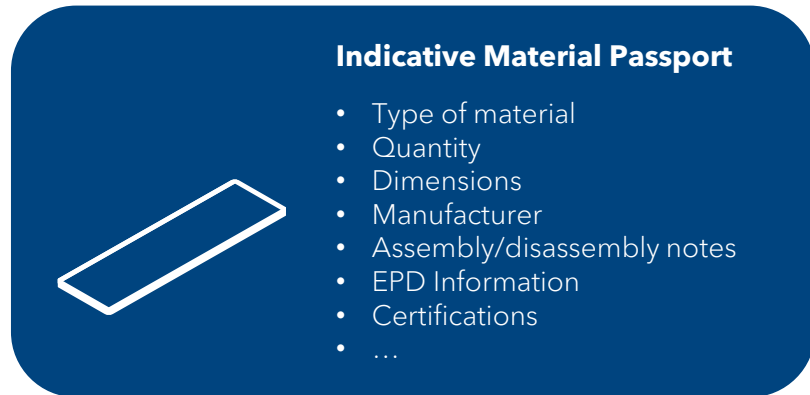 Indicative Material Passport
• Type of material
• Quantity
• Dimensions
• Manufacturer
• Assembly/disassembly notes
• EPD Information
• Certifications
• …